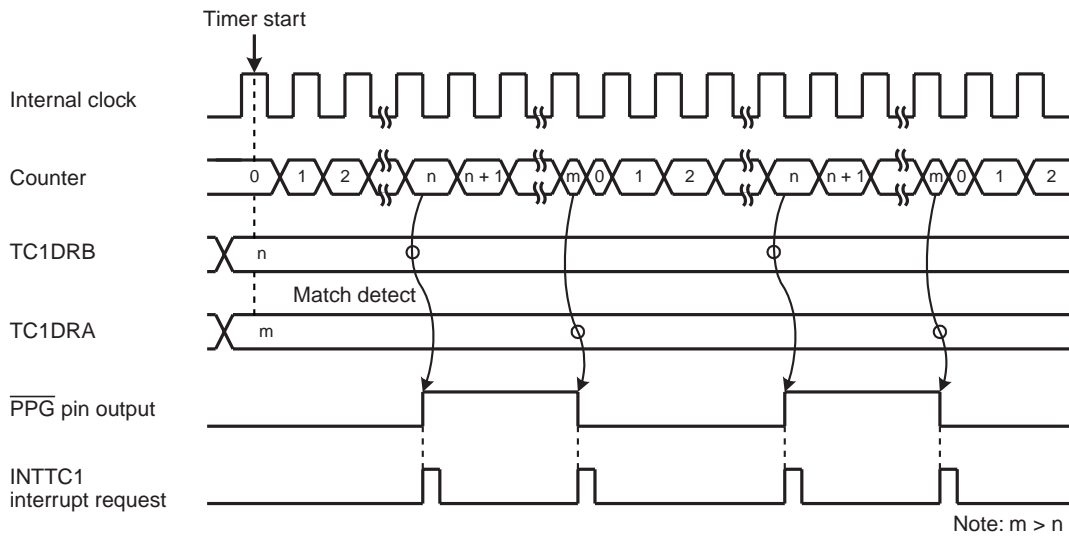 Timer start
Internal clock
Counter
0 1 2 n n + 1 m 0 1 2 n n + 1 m 0 1 2
TC1DRB
n
Match detect
TC1DRA
m
PPG pin output
INTTC1
interrupt request
Note: m > n